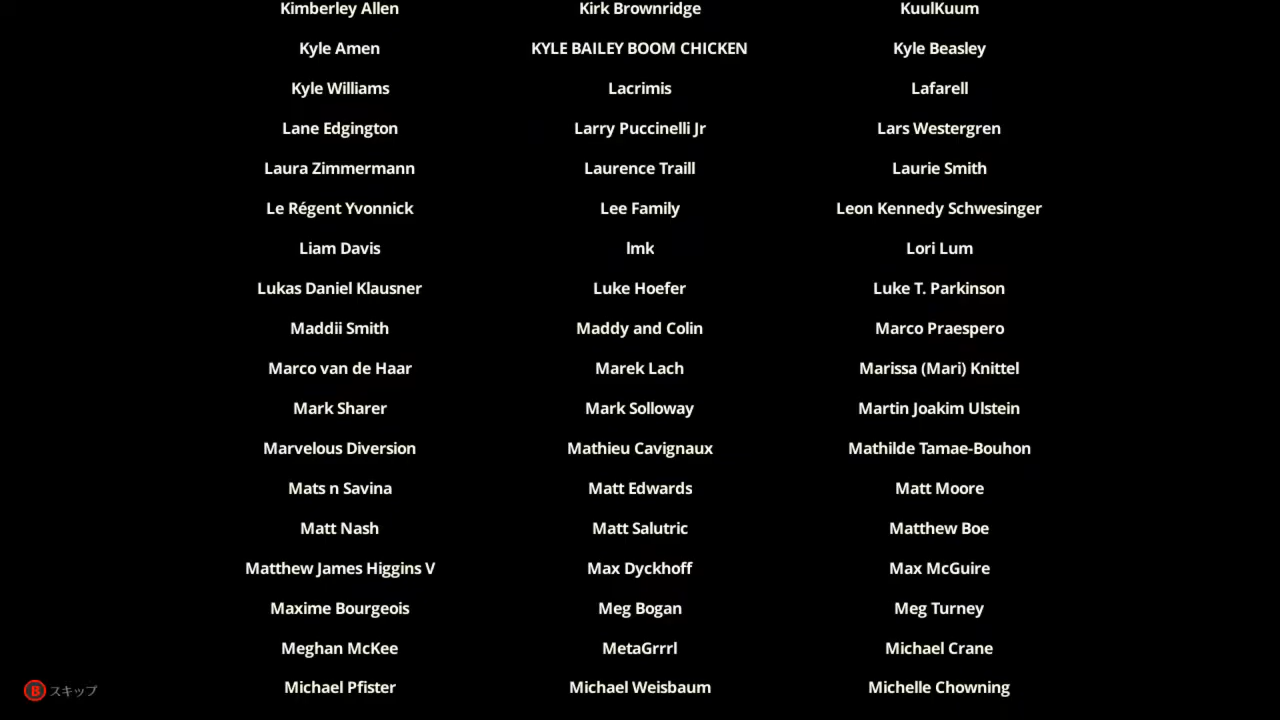 Kimberley Allen Kirk Brownridge KuulKuum
Kyle Amen KYLE BAILEY BOOM CHICKEN Kyle Beasley
Kyle Williams Lacrimis Lafarell
Lane Edgington Larry Puccinelli Jr Lars Westergren
Laura Zimmermann Laurence Traill Laurie Smith
Le Régent Yvonnick Lee Family Leon Kennedy Schwesinger
Liam Davis lmk Lori Lum
Lukas Daniel Klausner Luke Hoefer Luke T. Parkinson
Maddii Smith Maddy and Colin Marco Praespero
Marco van de Haar Marek Lach Marissa (Mari) Knittel
Mark Sharer Mark Solloway Martin Joakim Ulstein
Marvelous Diversion Mathieu Cavignaux Mathilde Tamae-Bouhon
Mats n Savina Matt Edwards Matt Moore
Matt Nash Matt Salutric Matthew Boe
Matthew James Higgins V Max Dyckhoff Max McGuire
Maxime Bourgeois Meg Bogan Meg Turney
Meghan McKee MetaGrrrl Michael Crane
Michael Pfister Michael Weisbaum Michelle Chowning
B スキップ